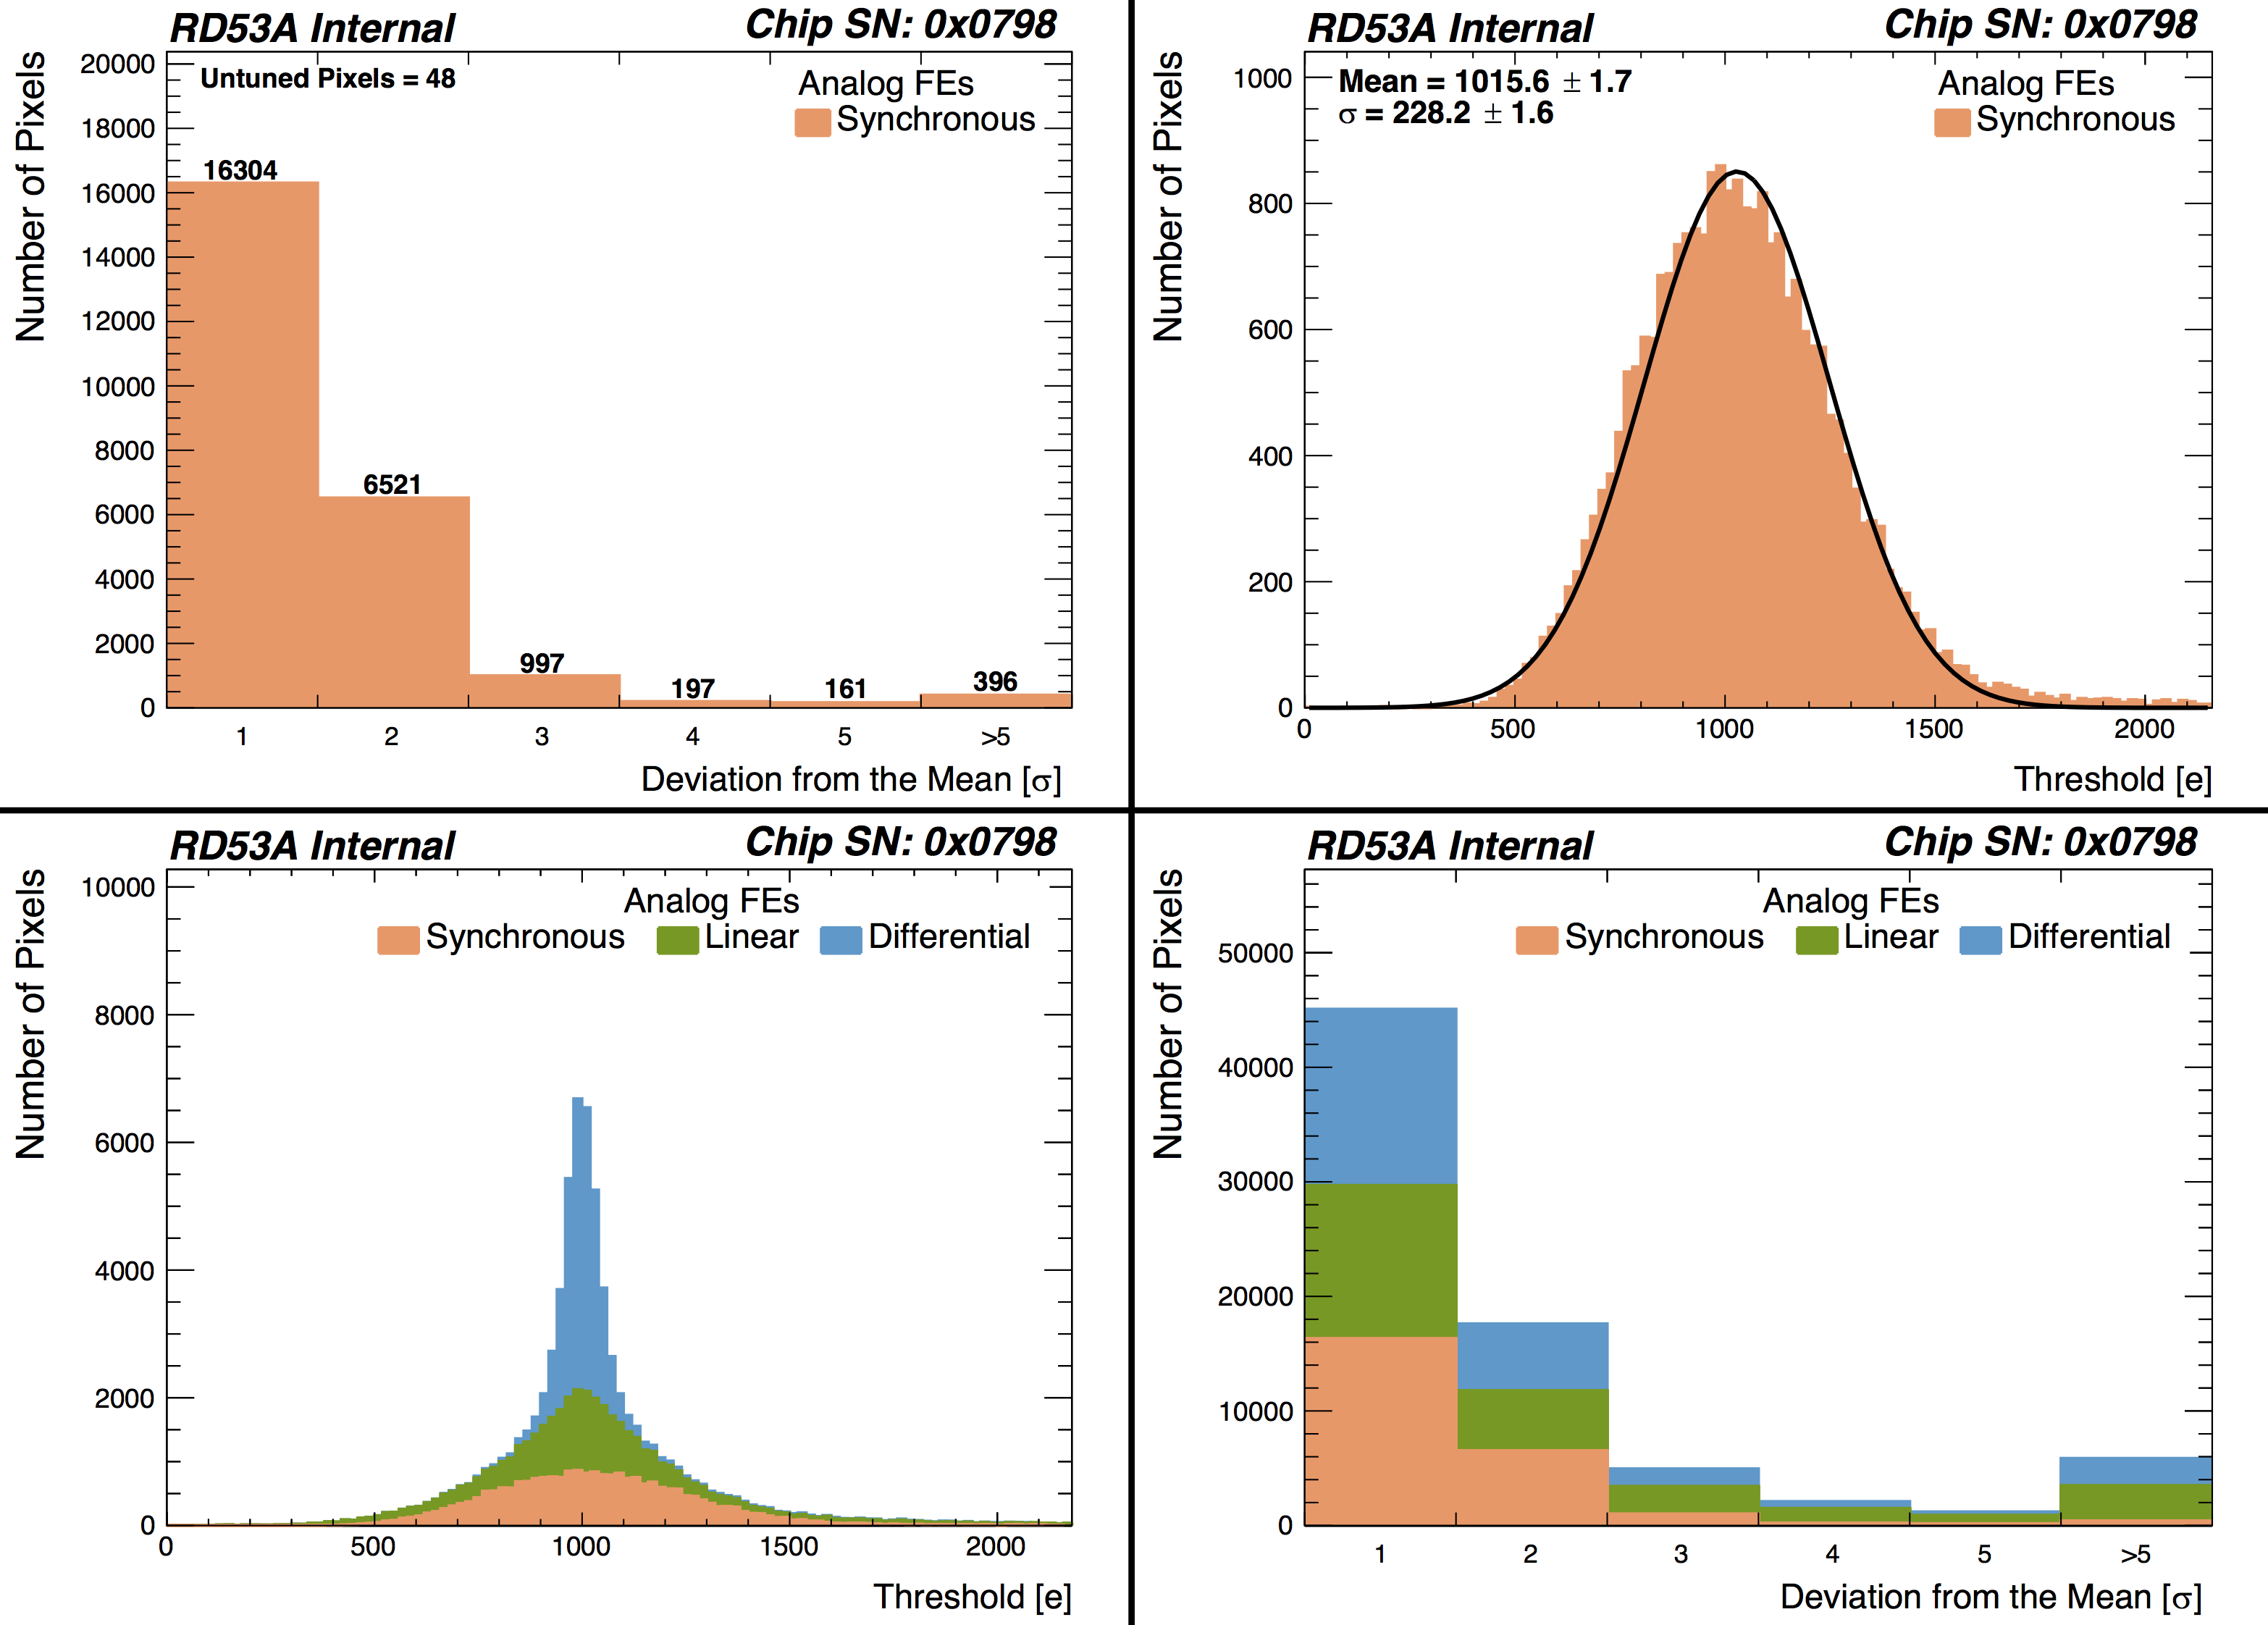 RD53A Internal
Chip SN: 0x0798
Number of Pixels
Untuned Pixels = 48
Analog FEs
Synchronous
20000
18000
16000
14000
12000
10000
8000
6000
4000
2000
0
16304
6521
997
197
161
396
1 2 3 4 5 >5
Deviation from the Mean [σ]
RD53A Internal
Chip SN: 0x0798
Number of Pixels
Mean = 1015.6 ± 1.7
σ = 228.2 ± 1.6
Analog FEs
Synchronous
1000
800
600
400
200
0
0 500 1000 1500 2000
Threshold [e]
RD53A Internal
Chip SN: 0x0798
Number of Pixels
Analog FEs
Synchronous Linear Differential
10000
8000
6000
4000
2000
0
0 500 1000 1500 2000
Threshold [e]
RD53A Internal
Chip SN: 0x0798
Number of Pixels
Analog FEs
Synchronous Linear Differential
50000
40000
30000
20000
10000
0
1 2 3 4 5 >5
Deviation from the Mean [σ]